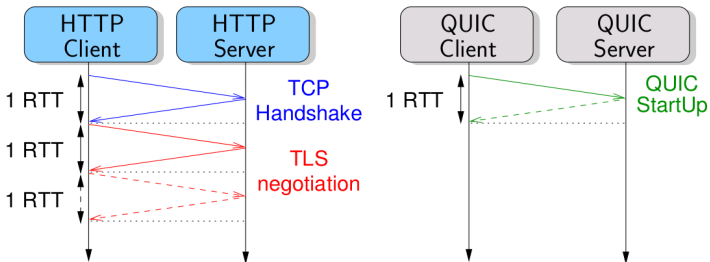 HTTP
Client
HTTP
Server
1 RTT
TCP
Handshake
1 RTT
TLS
negotiation
1 RTT
QUIC
Client
QUIC
Server
1 RTT
QUIC
StartUp